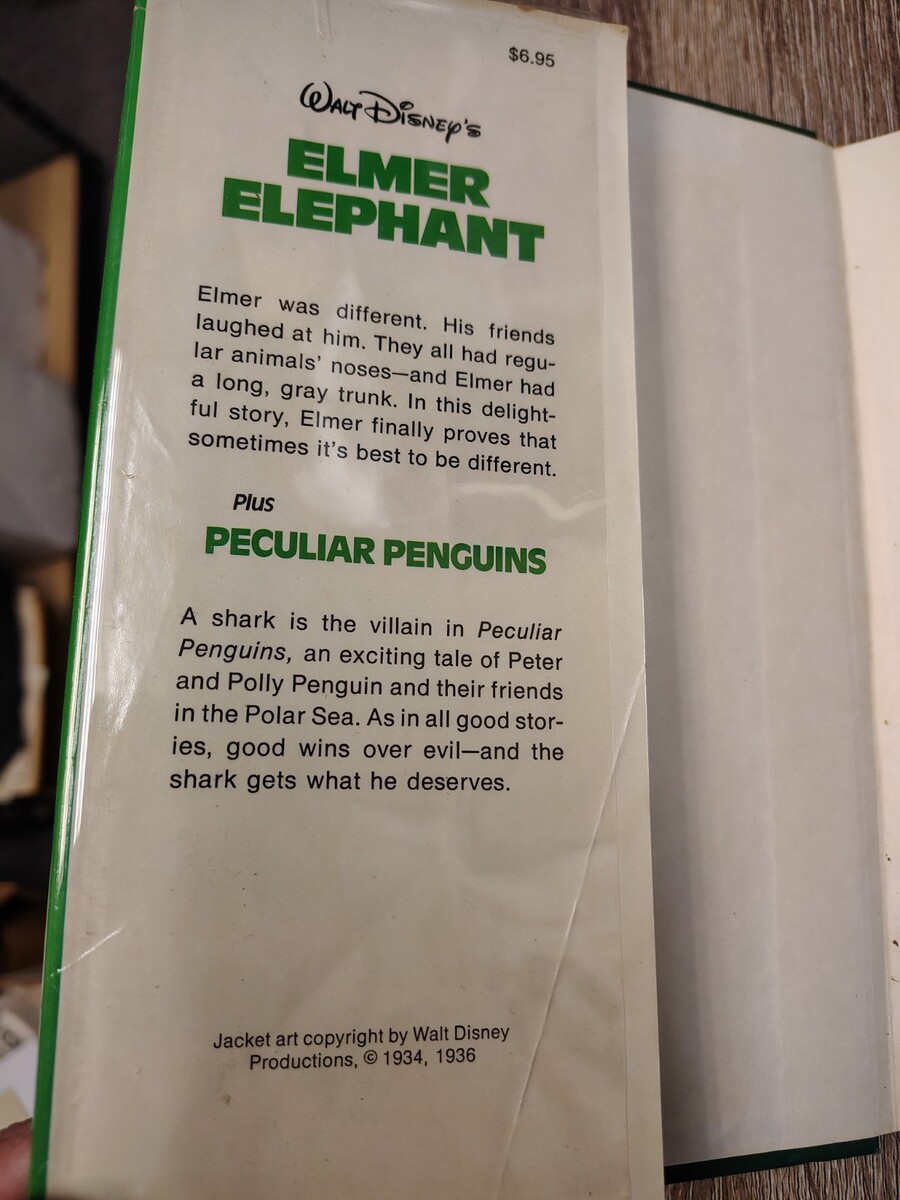 $6.95
Walt Disney's
ELMER
ELEPHANT
Elmer was different. His friends
laughed at him. They all had regu-
lar animals' noses—and Elmer had
a long, gray trunk. In this delight-
ful story, Elmer finally proves that
sometimes it's best to be different.
Plus
PECULIAR PENGUINS
A shark is the villain in Peculiar
Penguins, an exciting tale of Peter
and Polly Penguin and their friends
in the Polar Sea. As in all good stor-
ies, good wins over evil—and the
shark gets what he deserves.
Jacket art copyright by Walt Disney
Productions, © 1934, 1936